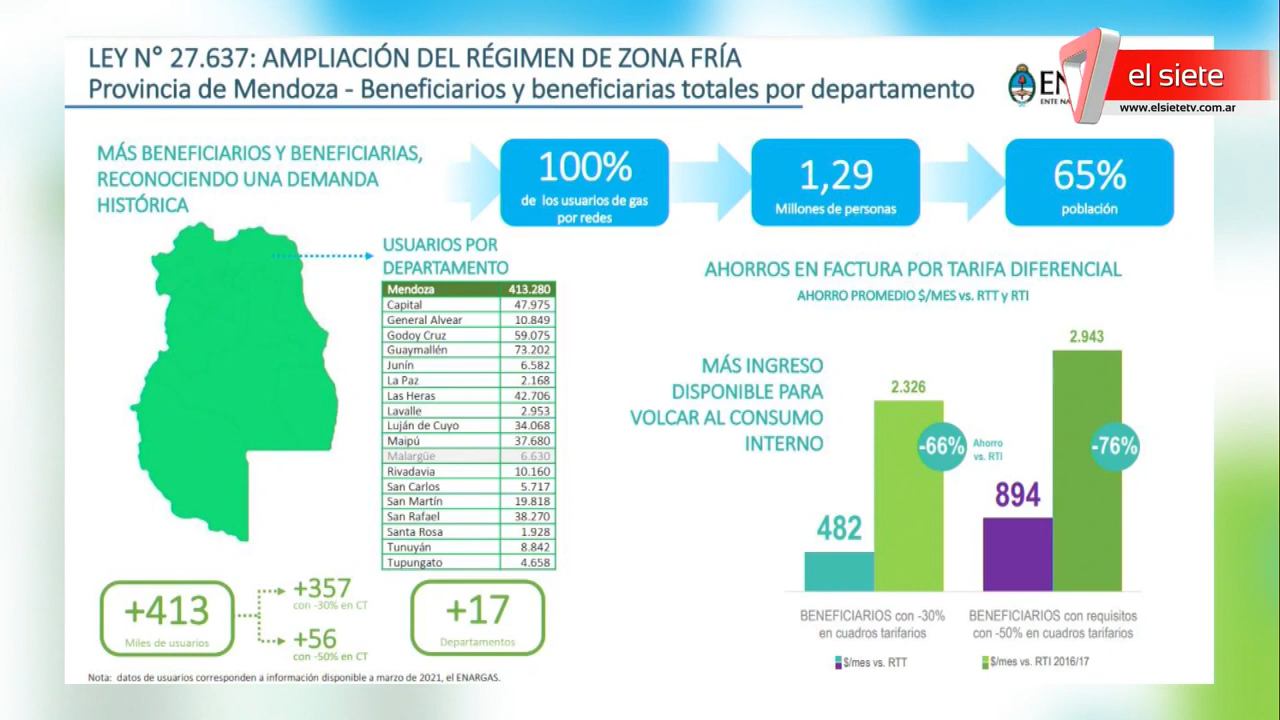 LEY N° 27.637: AMPLIACIÓN DEL RÉGIMEN DE ZONA FRÍA
Provincia de Mendoza - Beneficiarios y beneficiarias totales por departamento
el siete
www.elsietetv.com.ar
MÁS BENEFICIARIOS Y BENEFICIARIAS,
RECONOCIENDO UNA DEMANDA
HISTÓRICA
100%
de los usuarios de gas
por redes
1,29
Millones de personas
65%
población
USUARIOS POR
DEPARTAMENTO
Mendoza 413.280
Capital 47.975
General Alvear 10.849
Godoy Cruz 59.075
Guaymallén 73.202
Junín 6.582
La Paz 2.168
Las Heras 42.706
Lavalle 2.953
Luján de Cuyo 34.068
Maipú 37.680
Malargüe 6.630
Rivadavia 10.160
San Carlos 5.717
San Martín 19.818
San Rafael 38.270
Santa Rosa 1.928
Tunuyán 8.842
Tupungato 4.658
+413
Miles de usuarios
+357
con -30% en CT
+56
con -50% en CT
+17
Departamentos
AHORROS EN FACTURA POR TARIFA DIFERENCIAL
AHORRO PROMEDIO $/MES vs. RTT y RTI
MÁS INGRESO
DISPONIBLE PARA
VOLCAR AL CONSUMO
INTERNO
482
2.326
-66%
Ahorro
vs. RTI
894
2.943
-76%
BENEFICIARIOS con -30%
en cuadros tarifarios
BENEFICIARIOS con requisitos
con -50% en cuadros tarifarios
$/mes vs. RTT
$/mes vs. RTI 2016/17
Nota: datos de usuarios corresponden a información disponible a marzo de 2021, el ENARGAS.